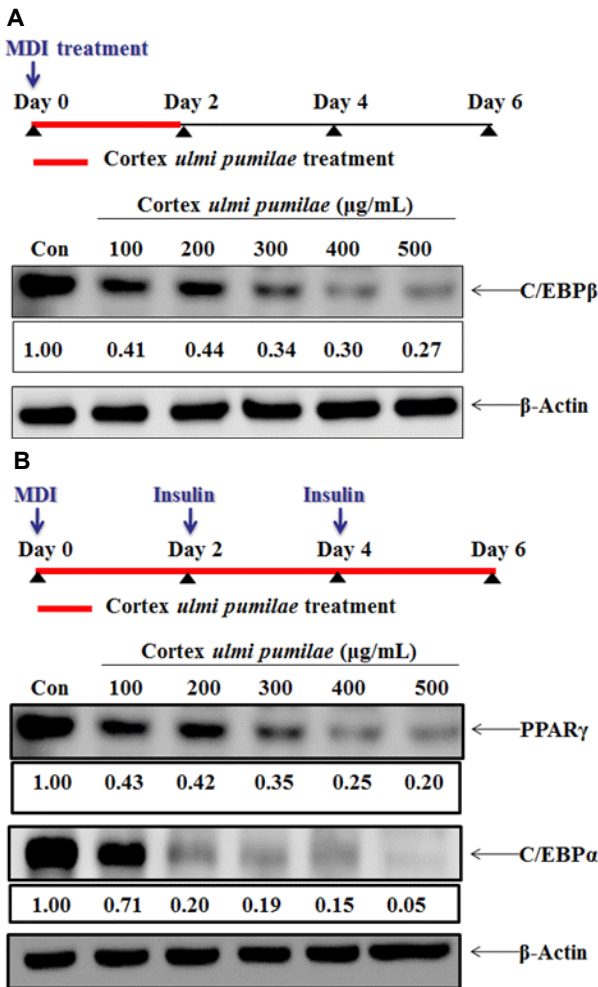 A
MDI treatment
Day 0 Day 2 Day 4 Day 6
Cortex ulmi pumilae treatment
Cortex ulmi pumilae (μg/mL)
Con 100 200 300 400 500
C/EBPβ
1.00 0.41 0.44 0.34 0.30 0.27
β-Actin
B
MDI Insulin Insulin
Day 0 Day 2 Day 4 Day 6
Cortex ulmi pumilae treatment
Cortex ulmi pumilae (μg/mL)
Con 100 200 300 400 500
PPARγ
1.00 0.43 0.42 0.35 0.25 0.20
C/EBPα
1.00 0.71 0.20 0.19 0.15 0.05
β-Actin